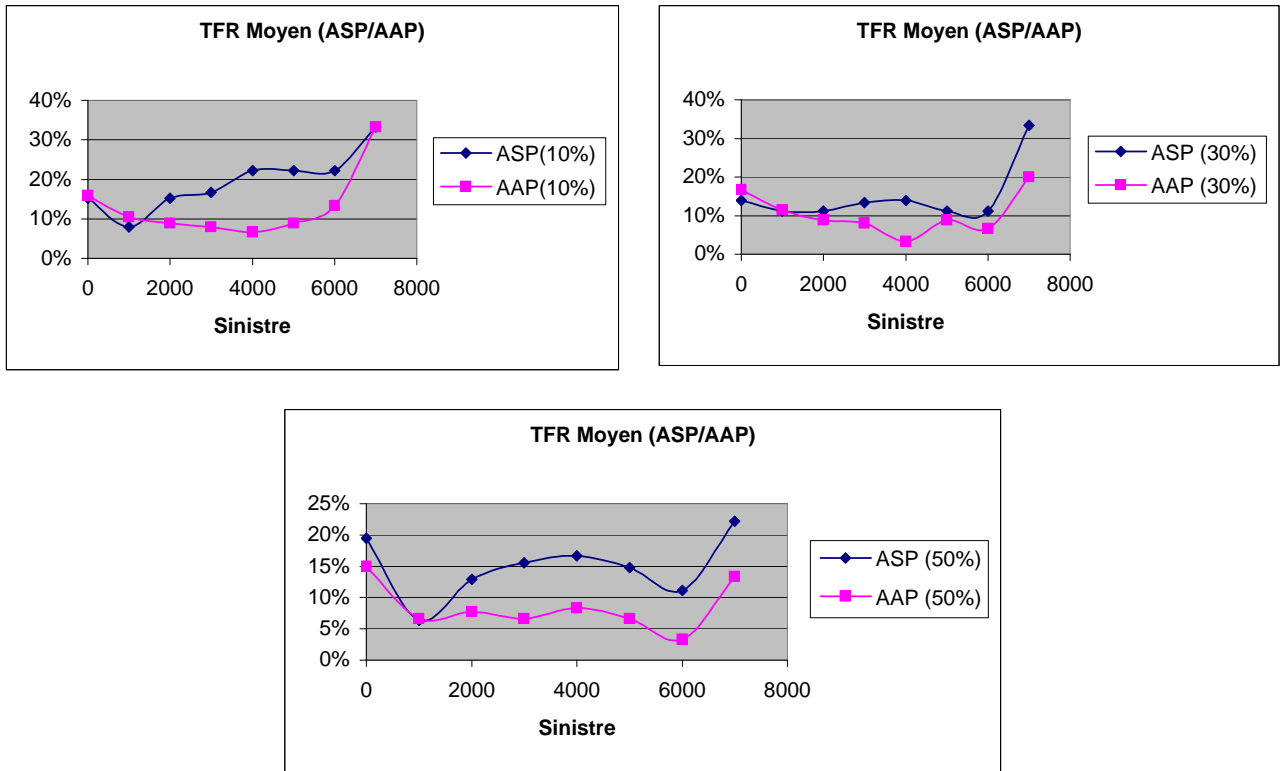 TFR Moyen (ASP/AAP)
40%
30%
20%
10%
0%
0 2000 4000 6000 8000
Sinistre
ASP(10%)
AAP(10%)
TFR Moyen (ASP/AAP)
40%
30%
20%
10%
0%
0 2000 4000 6000 8000
Sinistre
ASP (30%)
AAP (30%)
TFR Moyen (ASP/AAP)
25%
20%
15%
10%
5%
0%
0 2000 4000 6000 8000
Sinistre
ASP (50%)
AAP (50%)